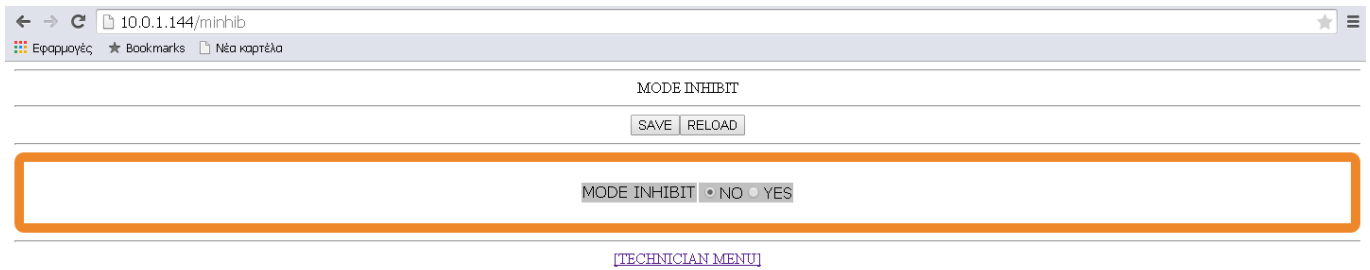 10.0.1.144/minhib
Εφαρμογές Bookmarks Νέα καρτέλα
MODE INHIBIT
SAVE RELOAD
MODE INHIBIT NO YES
[TECHNICIAN MENU]